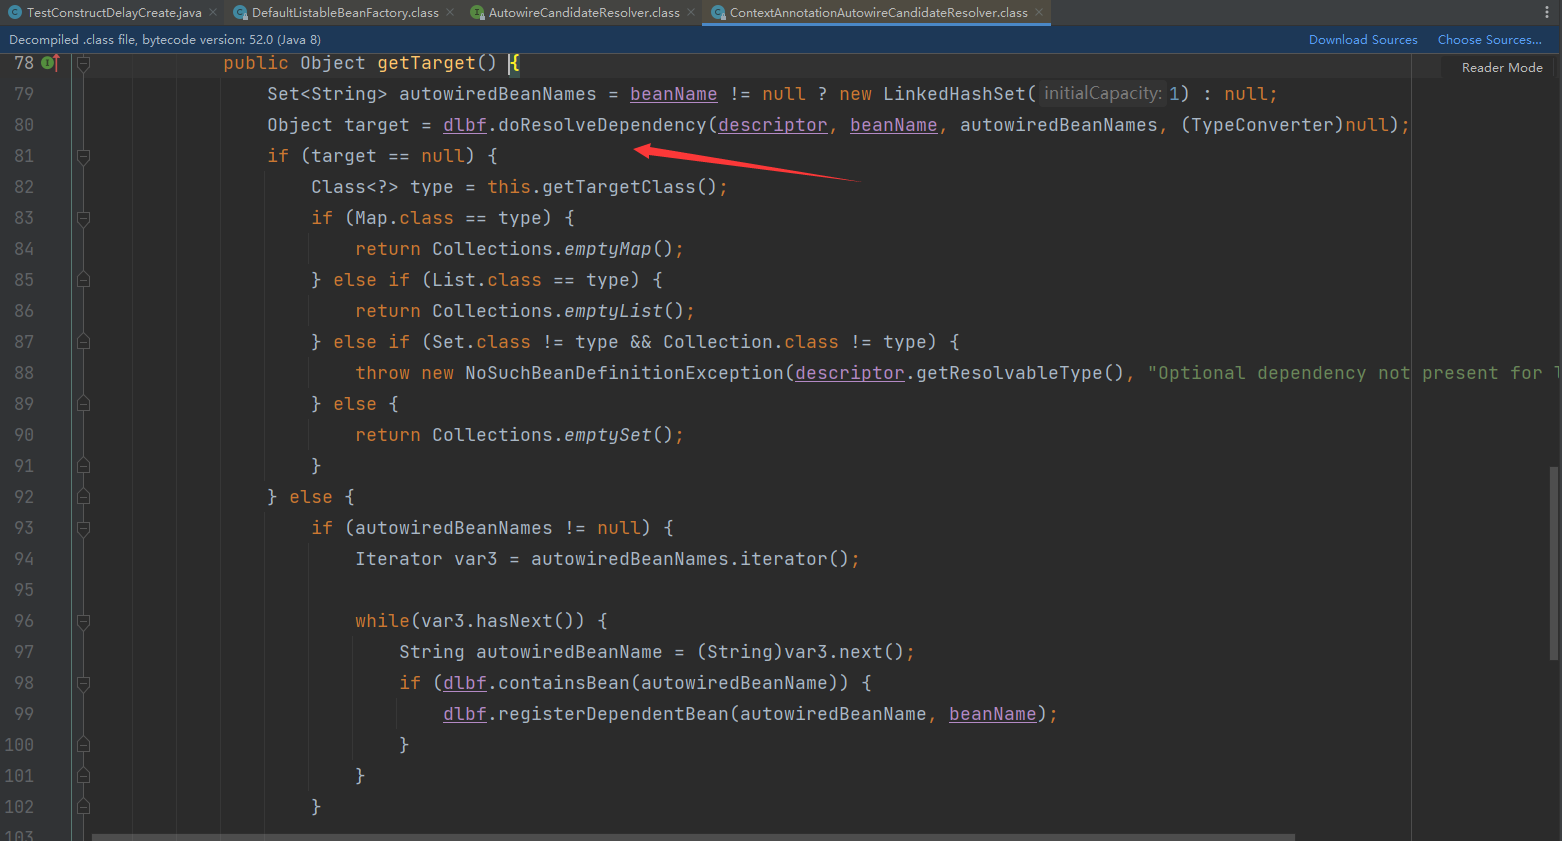 TestConstructDelayCreate.java DefaultListableBeanFactory.class AutowireCandidateResolver.class ContextAnnotationAutowireCandidateResolver.class
Decompiled .class file, bytecode version: 52.0 (Java 8) Download Sources Choose Sources...
Reader Mode
78 public Object getTarget() {
79 Set<String> autowiredBeanNames = beanName != null ? new LinkedHashSet( initialCapacity: 1) : null;
80 Object target = dlbf.doResolveDependency(descriptor, beanName, autowiredBeanNames, (TypeConverter)null);
81 if (target == null) {
82 Class<?> type = this.getTargetClass();
83 if (Map.class == type) {
84 return Collections.emptyMap();
85 } else if (List.class == type) {
86 return Collections.emptyList();
87 } else if (Set.class != type && Collection.class != type) {
88 throw new NoSuchBeanDefinitionException(descriptor.getResolvableType(), "Optional dependency not present for
89 } else {
90 return Collections.emptySet();
91 }
92 } else {
93 if (autowiredBeanNames != null) {
94 Iterator var3 = autowiredBeanNames.iterator();
95
96 while(var3.hasNext()) {
97 String autowiredBeanName = (String)var3.next();
98 if (dlbf.containsBean(autowiredBeanName)) {
99 dlbf.registerDependentBean(autowiredBeanName, beanName);
100 }
101 }
102 }
103